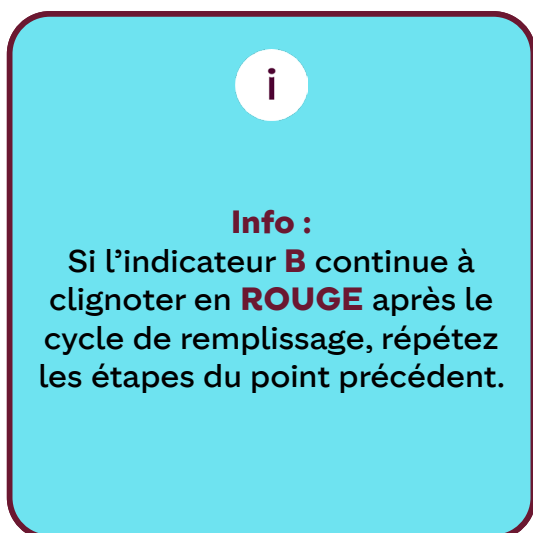 i
Info :
Si l’indicateur B continue à
clignoter en ROUGE après le
cycle de remplissage, répétez
les étapes du point précédent.